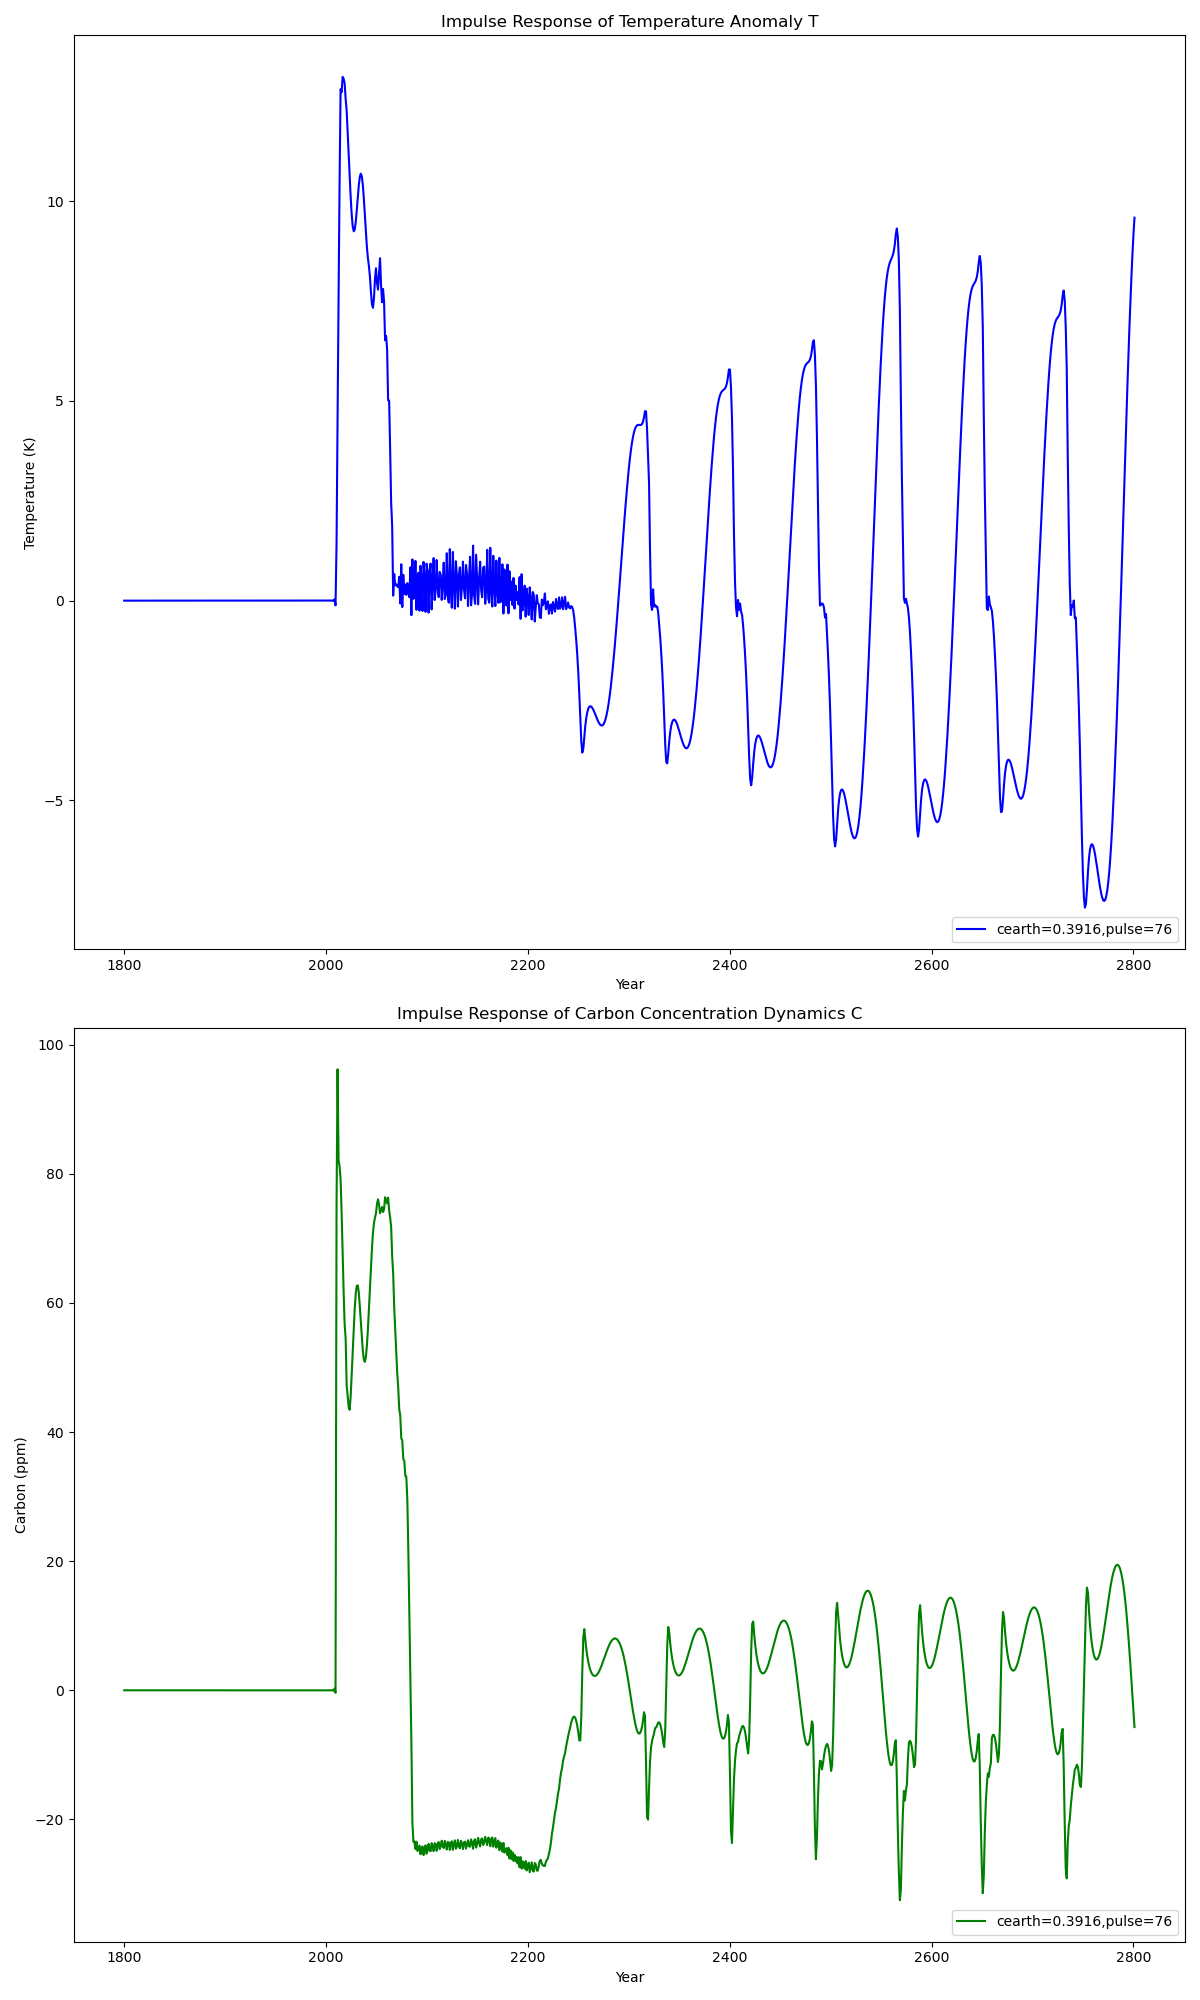 Impulse Response of Temperature Anomaly T
10
5
0
−5
Temperature (K)
cearth=0.3916,pulse=76
1800 2000 2200 2400 2600 2800
Year
Impulse Response of Carbon Concentration Dynamics C
100
80
60
40
20
0
−20
Carbon (ppm)
cearth=0.3916,pulse=76
1800 2000 2200 2400 2600 2800
Year